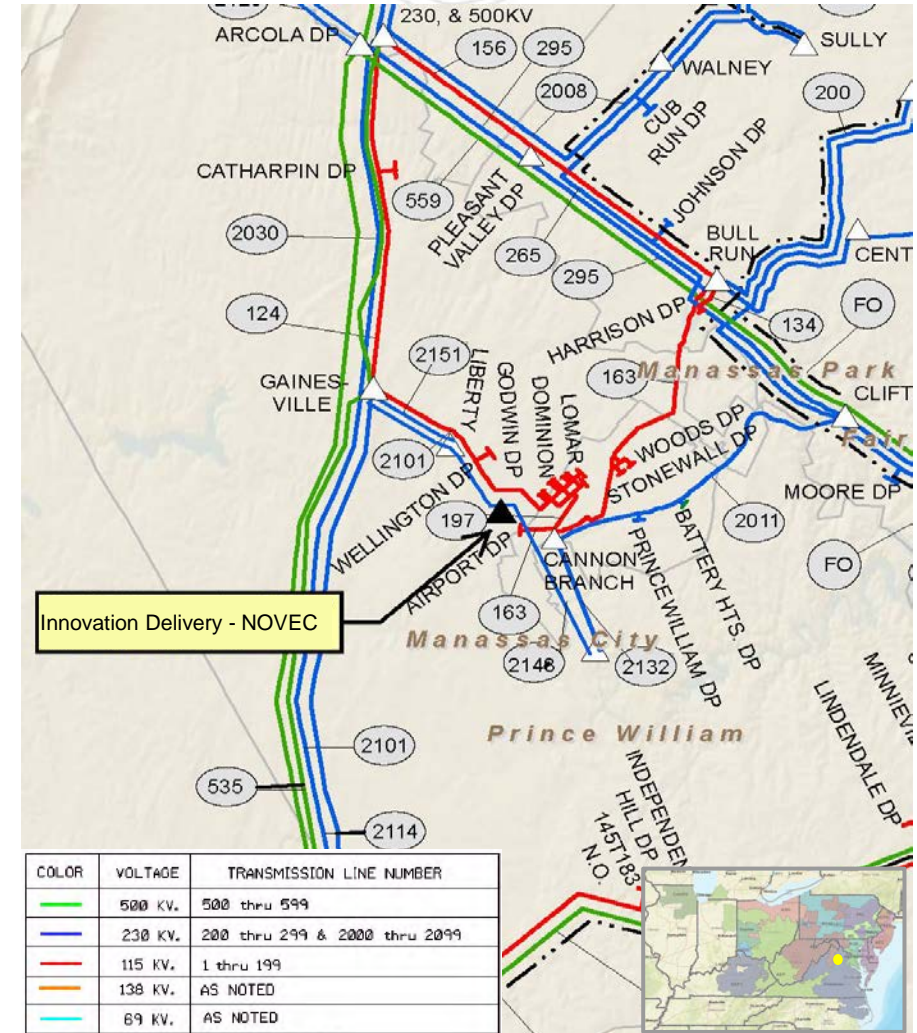 230, & 500KV
ARCOLA DP
156
295
SULLY
WALNEY
2008
200
CUB
RUN DP
JOHNSON DP
CATHARPIN DP
559
PLEASANT
VALLEY DP
2030
265
BULL
RUN
CENT
295
124
HARRISON DP
134
FO
2151
LIBERTY
GODWIN DP
DOMINION
LOMAR
163
Manassas Park
GAINES-
VILLE
CLIFT
Fair
2101
WOODS DP
STONEWALL DP
MOORE DP
WELLINGTON DP
197
2011
BATTERY HTS. DP
AIRPORT DP
CANNON
BRANCH
PRINCE WILLIAM DP
FO
Innovation Delivery - NOVEC
163
Manassas City
2148
2132
MINNIEVI
Prince William
LINDENDALE DP
2101
INDEPENDEN
HILL DP
145T183
N.O.
535
2114
COLOR VOLTAGE TRANSMISSION LINE NUMBER
500 KV. 500 thru 599
230 KV. 200 thru 299 & 2000 thru 2099
115 KV. 1 thru 199
138 KV. AS NOTED
69 KV. AS NOTED